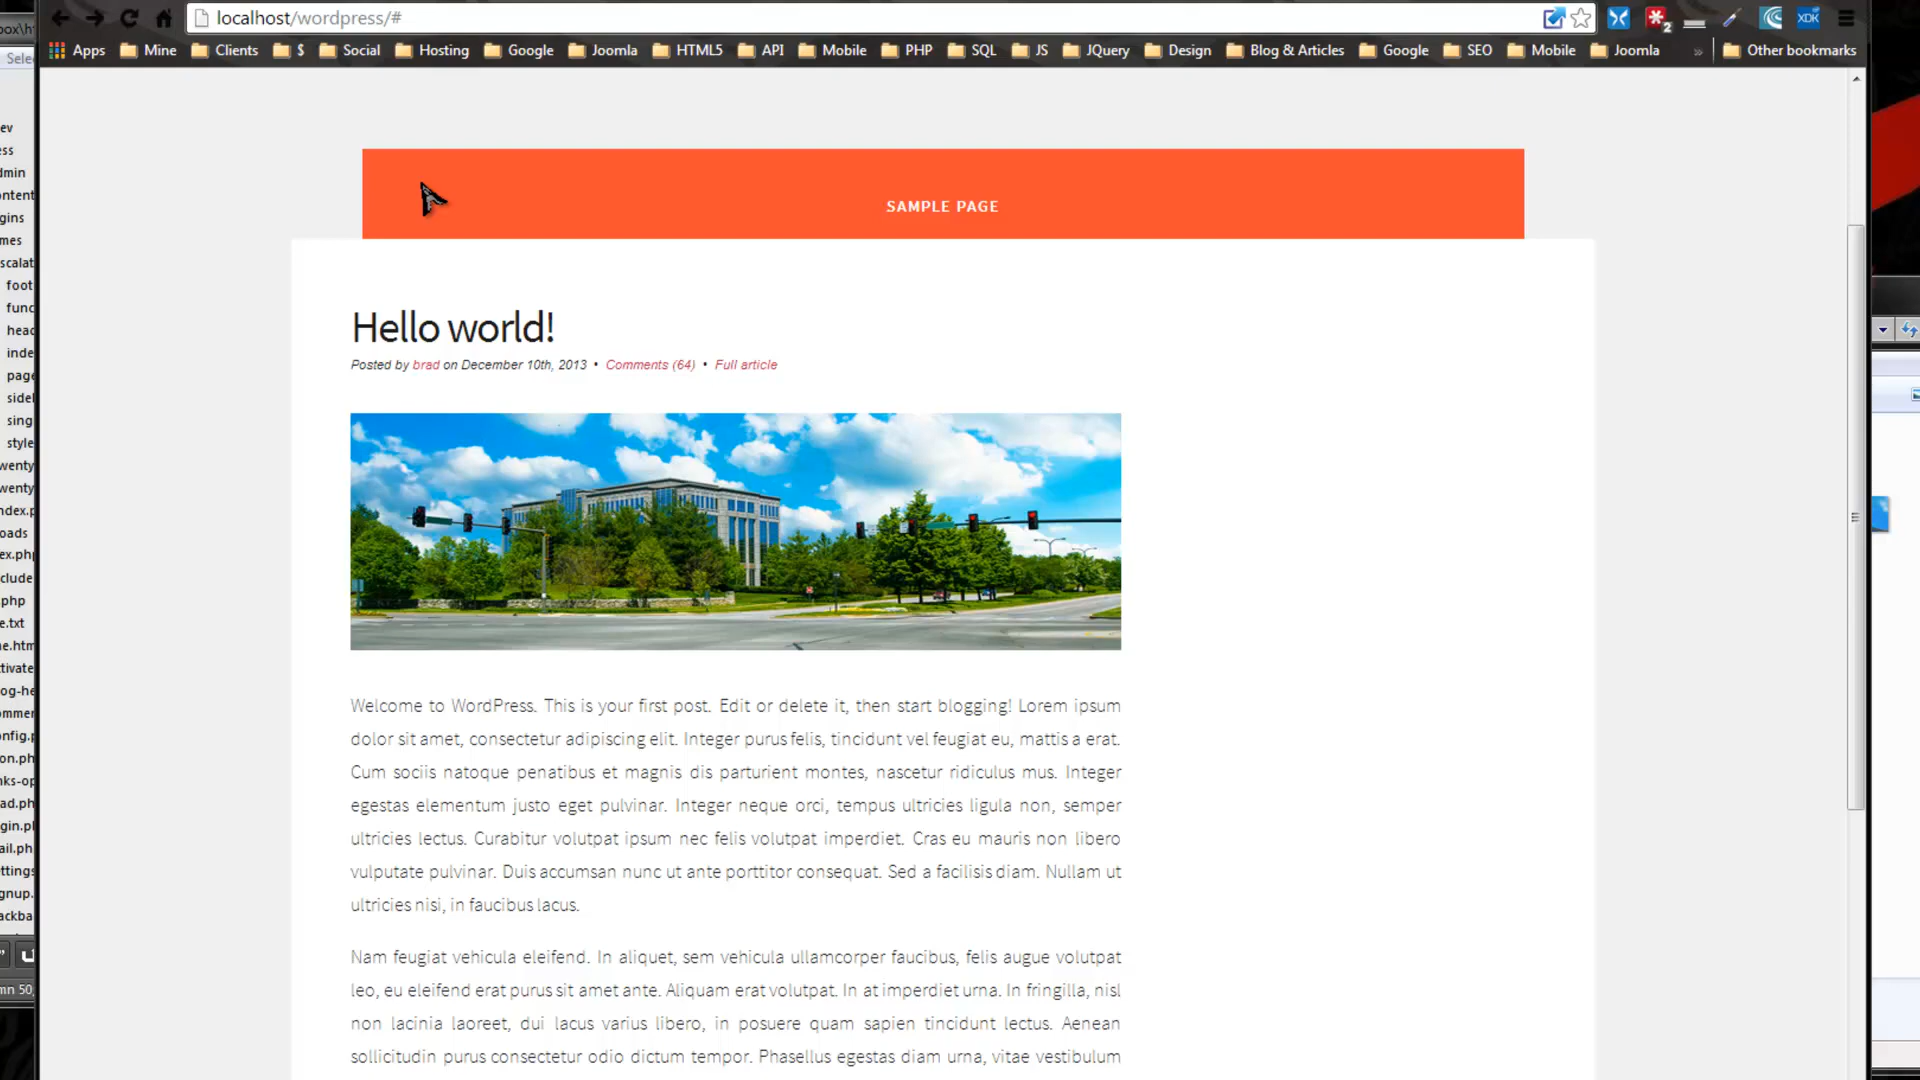 localhost/wordpress/#
Apps Mine Clients $ Social Hosting Google Joomla HTML5 API Mobile PHP SQL JS JQuery Design Blog & Articles Google SEO Mobile Joomla » Other bookmarks
SAMPLE PAGE
Hello world!
Posted by brad on December 10th, 2013 • Comments (64) • Full article
Welcome to WordPress. This is your first post. Edit or delete it, then start blogging! Lorem ipsum
dolor sit amet, consectetur adipiscing elit. Integer purus felis, tincidunt vel feugiat eu, mattis a erat.
Cum sociis natoque penatibus et magnis dis parturient montes, nascetur ridiculus mus. Integer
egestas elementum justo eget pulvinar. Integer neque orci, tempus ultricies ligula non, semper
ultricies lectus. Curabitur volutpat ipsum nec felis volutpat imperdiet. Cras eu mauris non libero
vulputate pulvinar. Duis accumsan nunc ut ante porttitor consequat. Sed a facilisis diam. Nullam ut
ultricies nisi, in faucibus lacus.
Nam feugiat vehicula eleifend. In aliquet, sem vehicula ullamcorper faucibus, felis augue volutpat
leo, eu eleifend erat purus sit amet ante. Aliquam erat volutpat. In at imperdiet urna. In fringilla, nisl
non lacinia laoreet, dui lacus varius libero, in posuere quam sapien tincidunt lectus. Aenean
sollicitudin purus consectetur odio dictum tempor. Phasellus egestas diam urna, vitae vestibulum